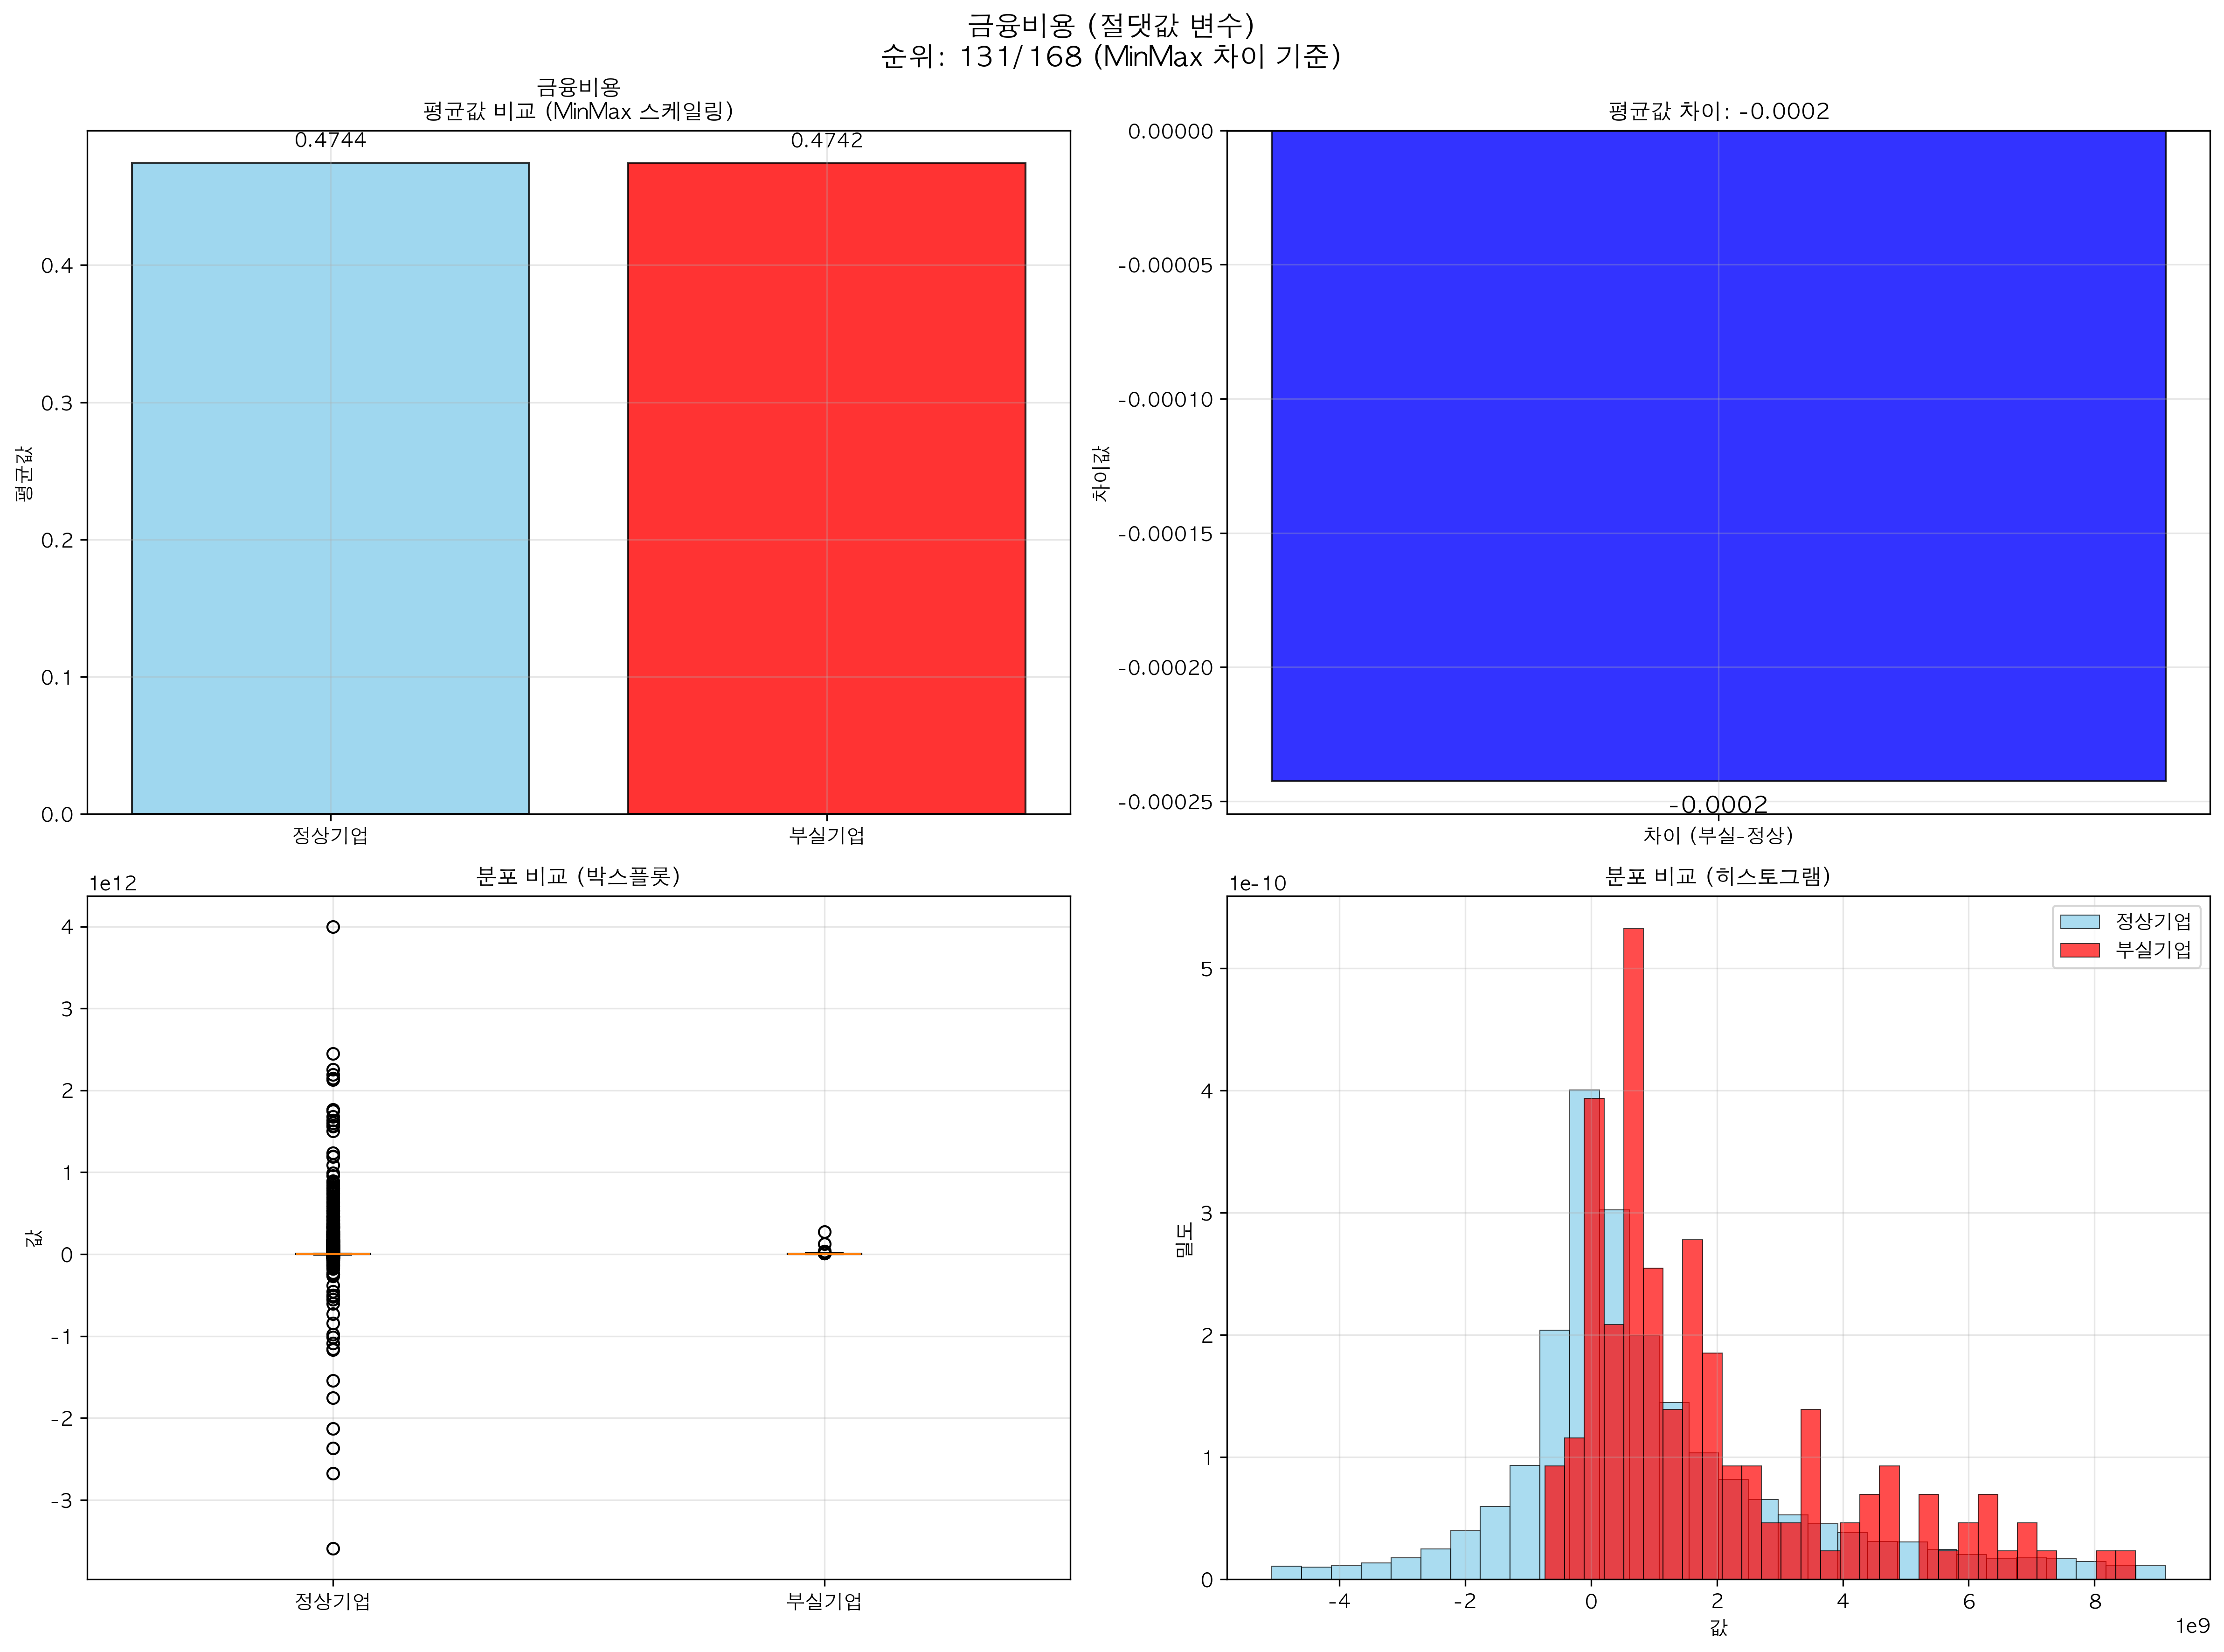 금융비용 (절댓값 변수)
순위: 131/168 (MinMax 차이 기준)
금융비용
평균값 비교 (MinMax 스케일링)
0.4744
0.4742
0.4
0.3
0.2
0.1
0.0
평균값
정상기업
부실기업
평균값 차이: -0.0002
0.00000
-0.00005
-0.00010
-0.00015
-0.00020
-0.00025
차이값
-0.0002
차이 (부실-정상)
분포 비교 (박스플롯)
1e12
4
3
2
1
0
-1
-2
-3
값
정상기업
부실기업
분포 비교 (히스토그램)
1e-10
정상기업
부실기업
5
4
3
2
1
0
밀도
-4
-2
0
2
4
6
8
값
1e9